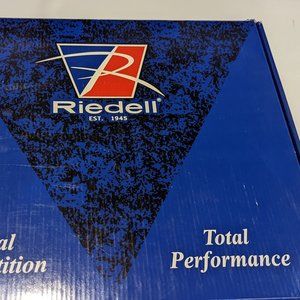 Riedell®
EST. 1945
al
tition
Total
Performance